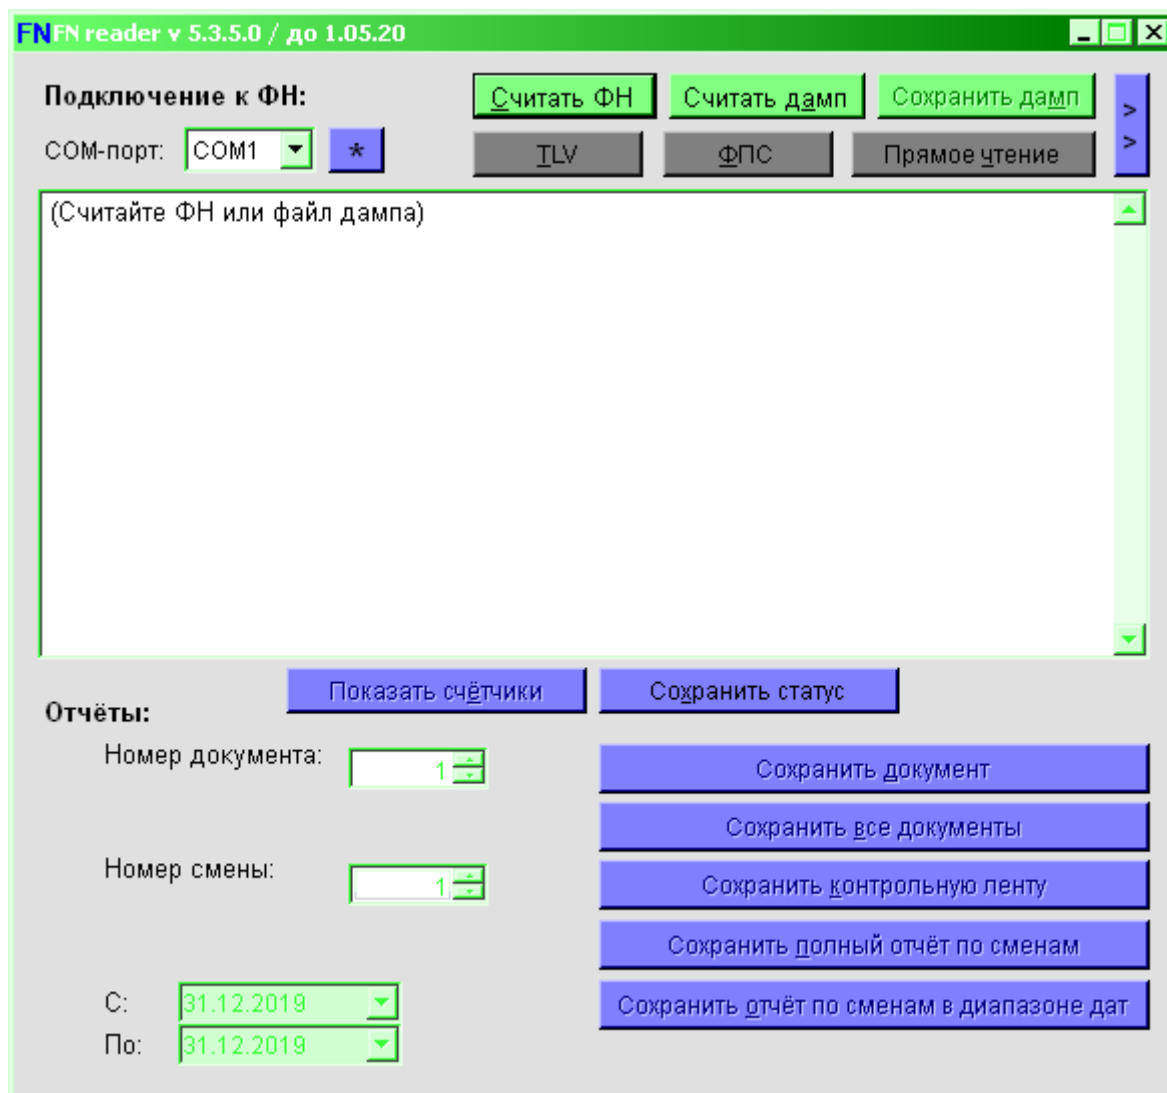 FN FN reader v 5.3.5.0 / до 1.05.20
Подключение к ФН:
Считать ФН
Считать дамп
Сохранить дамп
>
>
COM-порт:
COM1
*
TLV
ФПС
Прямое чтение
(Считайте ФН или файл дампа)
Показать счётчики
Сохранить статус
Отчёты:
Номер документа:
1
Сохранить документ
Сохранить все документы
Номер смены:
1
Сохранить контрольную ленту
Сохранить полный отчёт по сменам
С:
31.12.2019
Сохранить отчёт по сменам в диапазоне дат
По:
31.12.2019